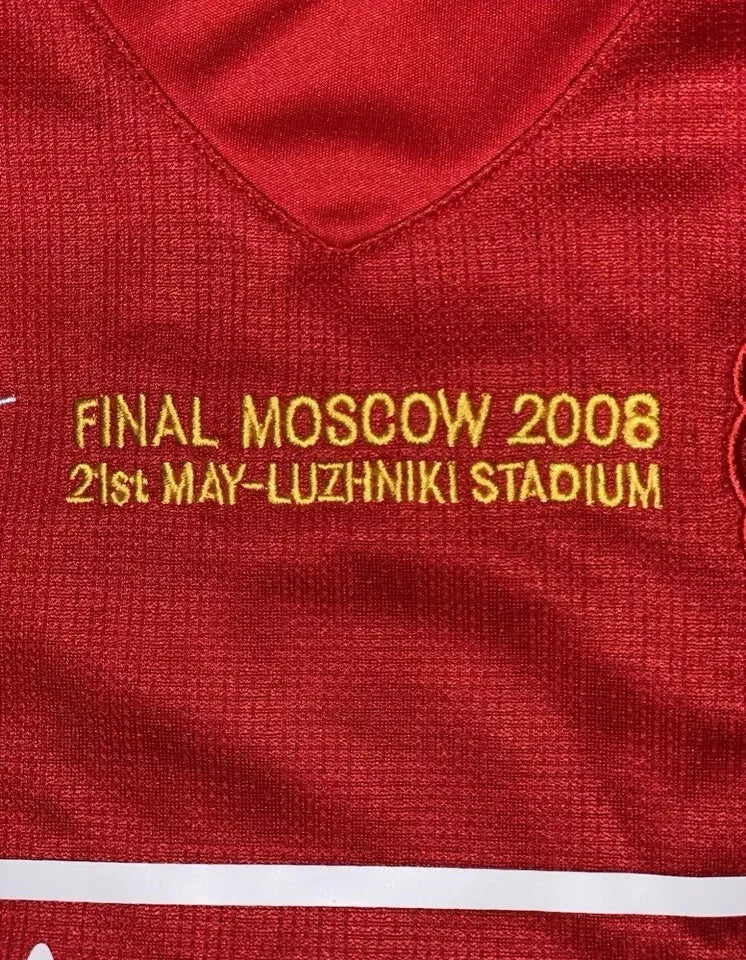 FINAL MOSCOW 2008
21st MAY-LUZHNIKI STADIUM